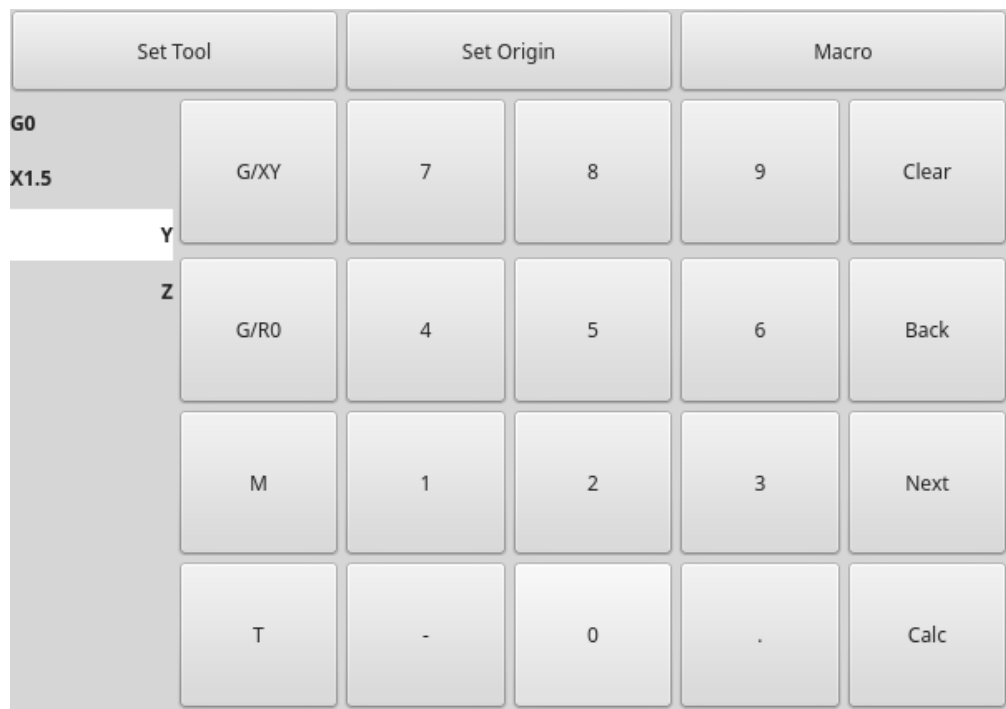 Set Tool Set Origin Macro
G0
X1.5
Y
Z
G/XY 7 8 9 Clear
G/R0 4 5 6 Back
M 1 2 3 Next
T - 0 . Calc